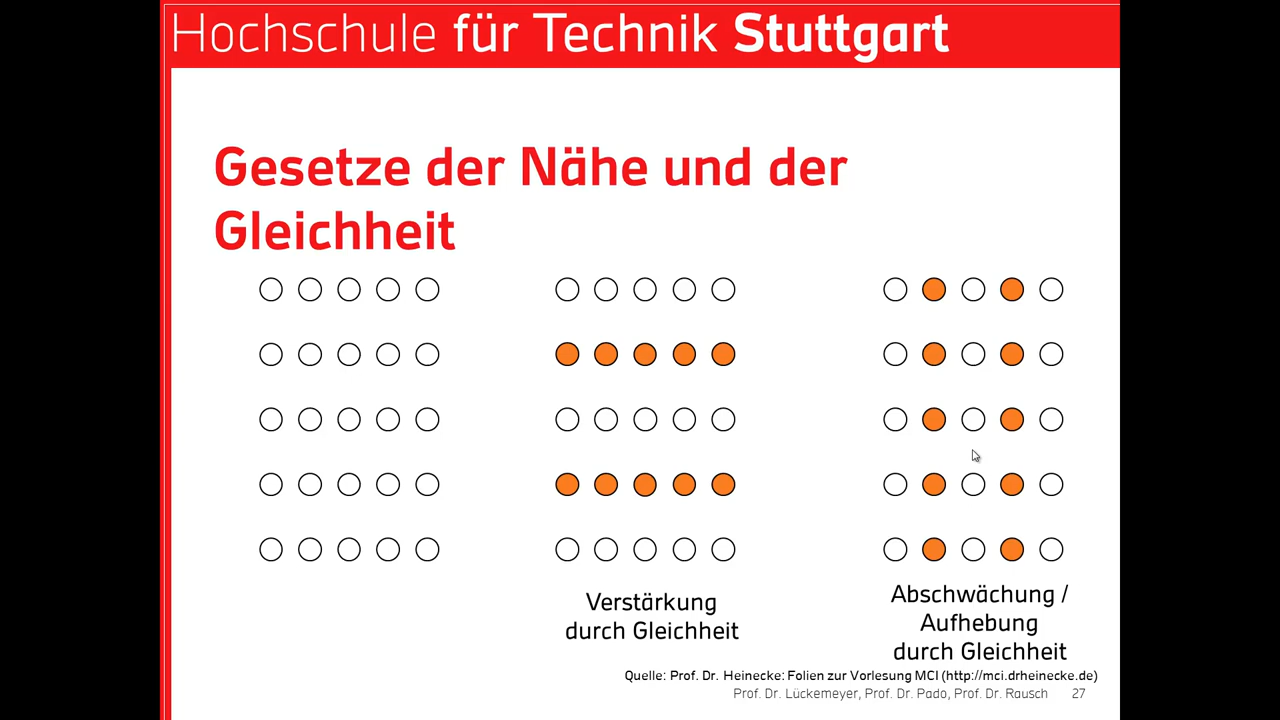 Hochschule für Technik Stuttgart
Gesetze der Nähe und der
Gleichheit
Verstärkung
durch Gleichheit
Abschwächung /
Aufhebung
durch Gleichheit
Quelle: Prof. Dr. Heinecke: Folien zur Vorlesung MCI (http://mci.drheinecke.de)
Prof. Dr. Lückemeyer, Prof. Dr. Pado, Prof. Dr. Rausch 27